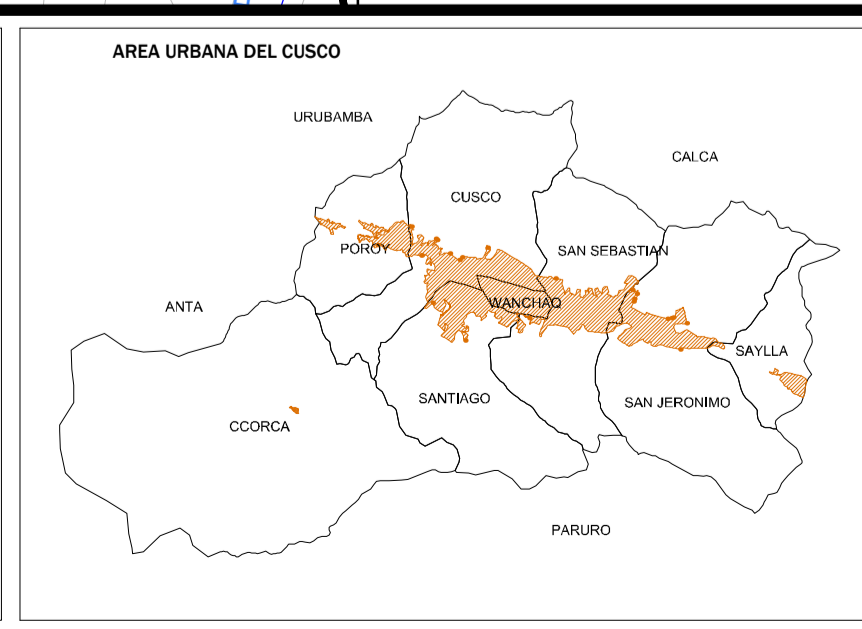 AREA URBANA DEL CUSCO
URUBAMBA
CALCA
CUSCO
SAN SEBASTIAN
POROY
ANTA
WANCHAQ
SAYLLA
SANTIAGO
SAN JERONIMO
CCORCA
PARURO